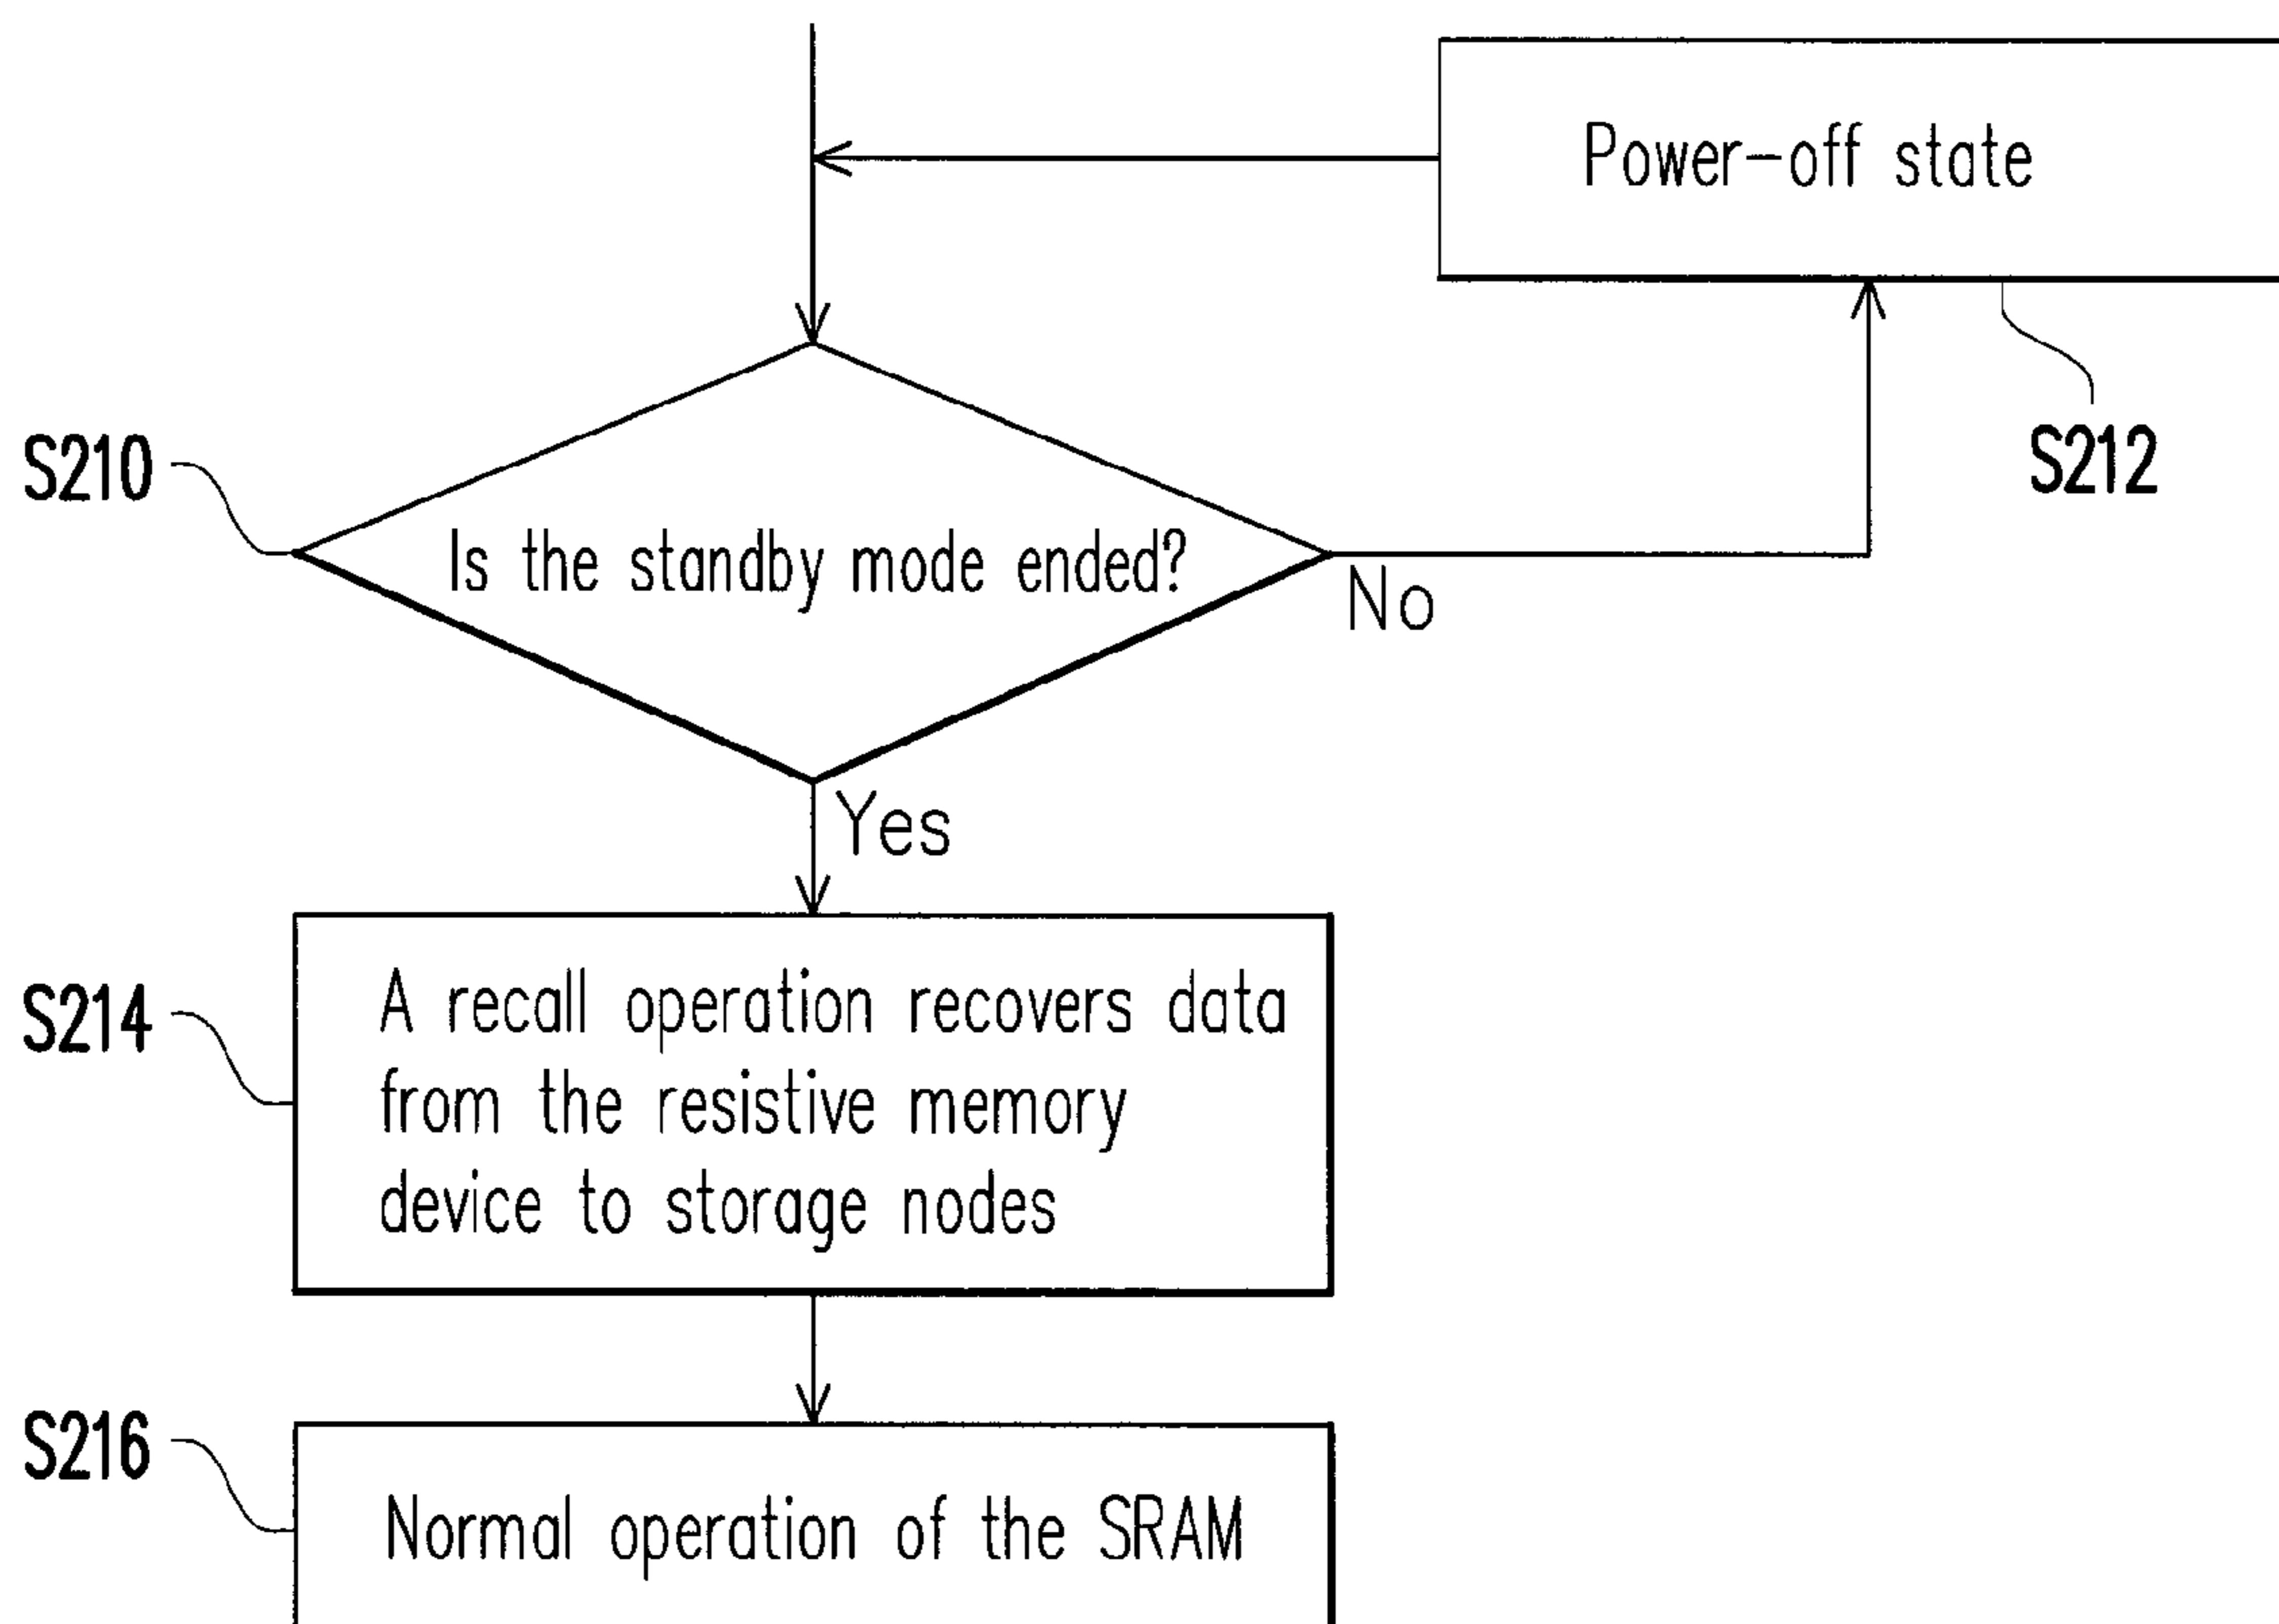 Power-off state
S212
S210
Is the standby mode ended?
No
Yes
S214
A recall operation recovers data
from the resistive memory
device to storage nodes
S216
Normal operation of the SRAM